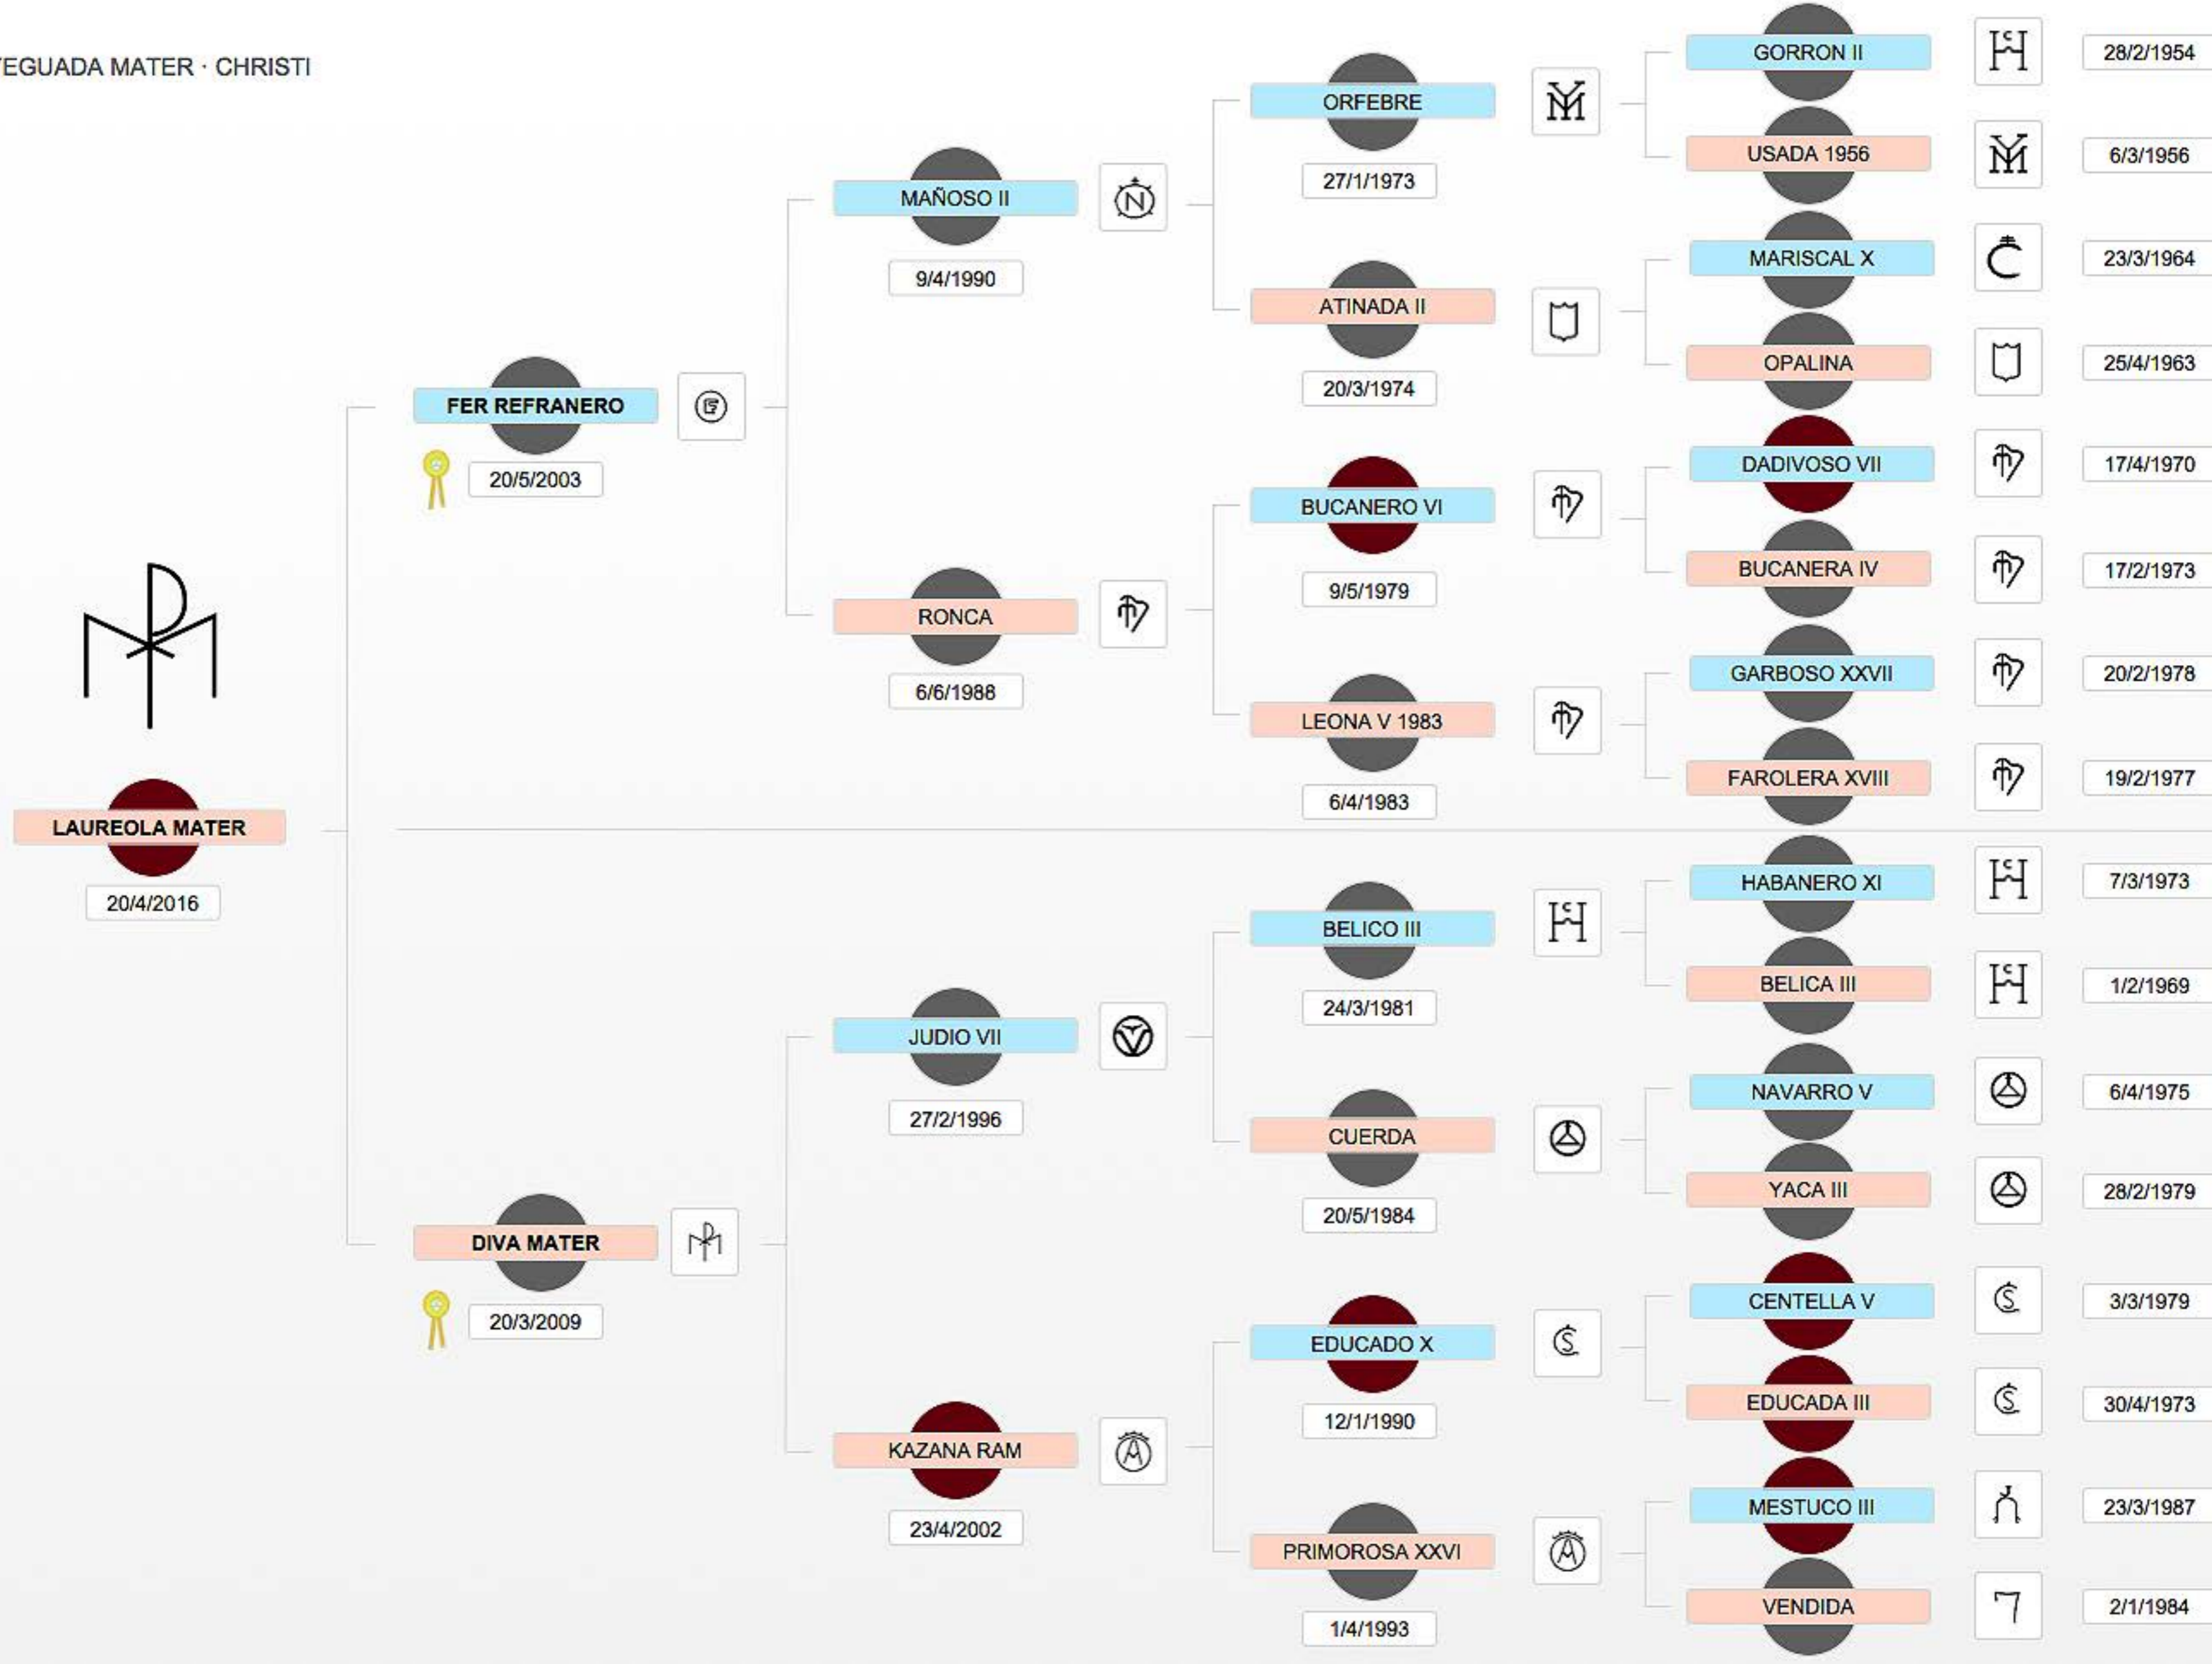 YEGUADA MATER · CHRISTI
LAUREOLA MATER
20/4/2016
FER REFRANERO
20/5/2003
DIVA MATER
20/3/2009
MAÑOSO II
9/4/1990
RONCA
6/6/1988
JUDIO VII
27/2/1996
KAZANA RAM
23/4/2002
ORFEBRE
27/1/1973
ATINADA II
20/3/1974
BUCANERO VI
9/5/1979
LEONA V 1983
6/4/1983
BELICO III
24/3/1981
CUERDA
20/5/1984
EDUCADO X
12/1/1990
PRIMOROSA XXVI
1/4/1993
GORRON II 28/2/1954
USADA 1956 6/3/1956
MARISCAL X 23/3/1964
OPALINA 25/4/1963
DADIVOSO VII 17/4/1970
BUCANERA IV 17/2/1973
GARBOSO XXVII 20/2/1978
FAROLERA XVIII 19/2/1977
HABANERO XI 7/3/1973
BELICA III 1/2/1969
NAVARRO V 6/4/1975
YACA III 28/2/1979
CENTELLA V 3/3/1979
EDUCADA III 30/4/1973
MESTUCO III 23/3/1987
VENDIDA 2/1/1984